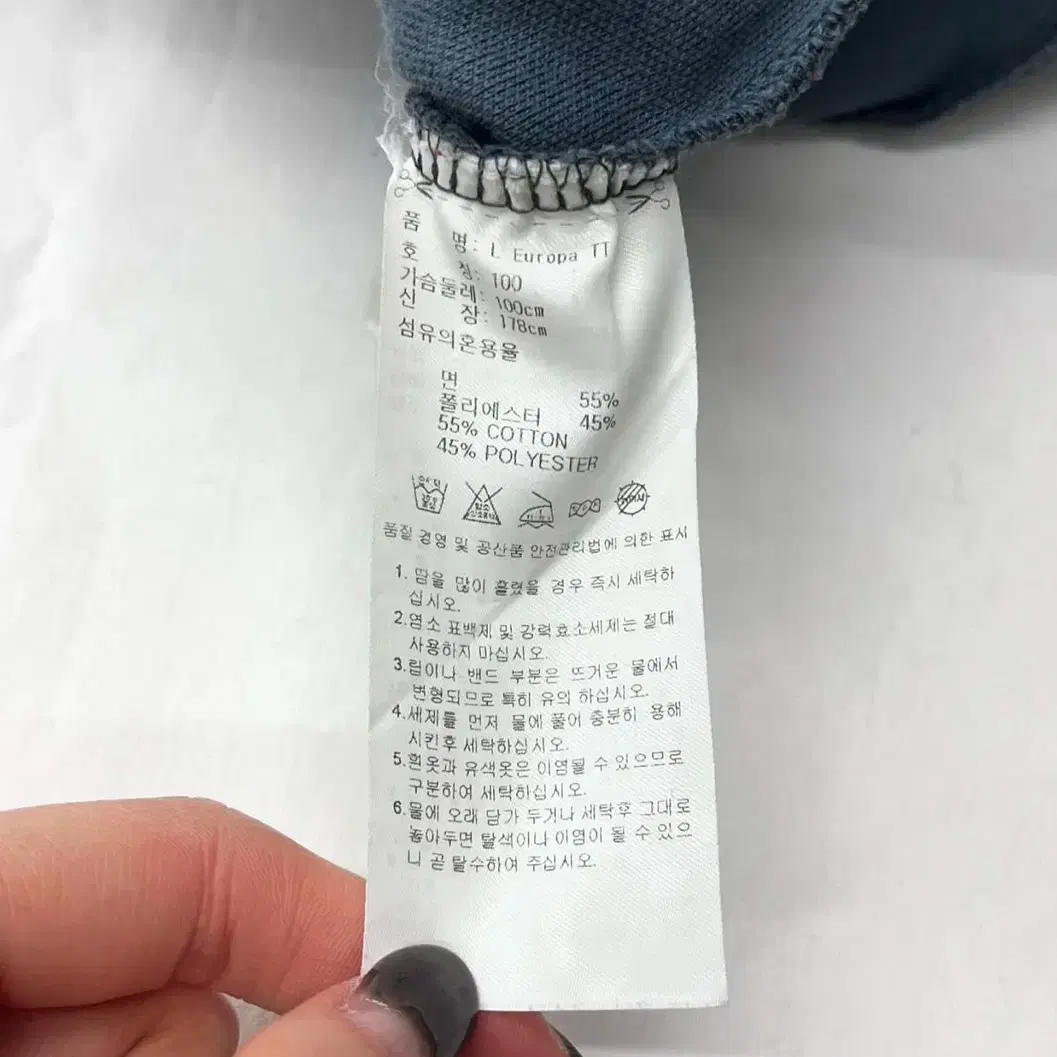 품 명: L Europa TT
호 칭: 100
가슴둘레: 100cm
신 장: 178cm
섬유의혼용율
면 55%
폴리에스터 45%
55% COTTON
45% POLYESTER
품질 경영 및 공산품 안전관리법에 의한 표시
1. 땀을 많이 흘렸을 경우 즉시 세탁하
십시오.
2.염소 표백제 및 강력효소세제는 절대
사용하지 마십시오.
3.립이나 밴드 부분은 뜨거운 물에서
변형되므로 특히 유의 하십시오.
4.세제를 먼저 물에 풀어 충분히 용해
시킨후 세탁하십시오.
5.흰옷과 유색옷은 이염될 수 있으므로
구분하여 세탁하십시오.
6.물에 오래 담가 두거나 세탁후 그대로
놓아두면 탈색이나 이염이 될 수 있으
니 곧 탈수하여 주십시오.